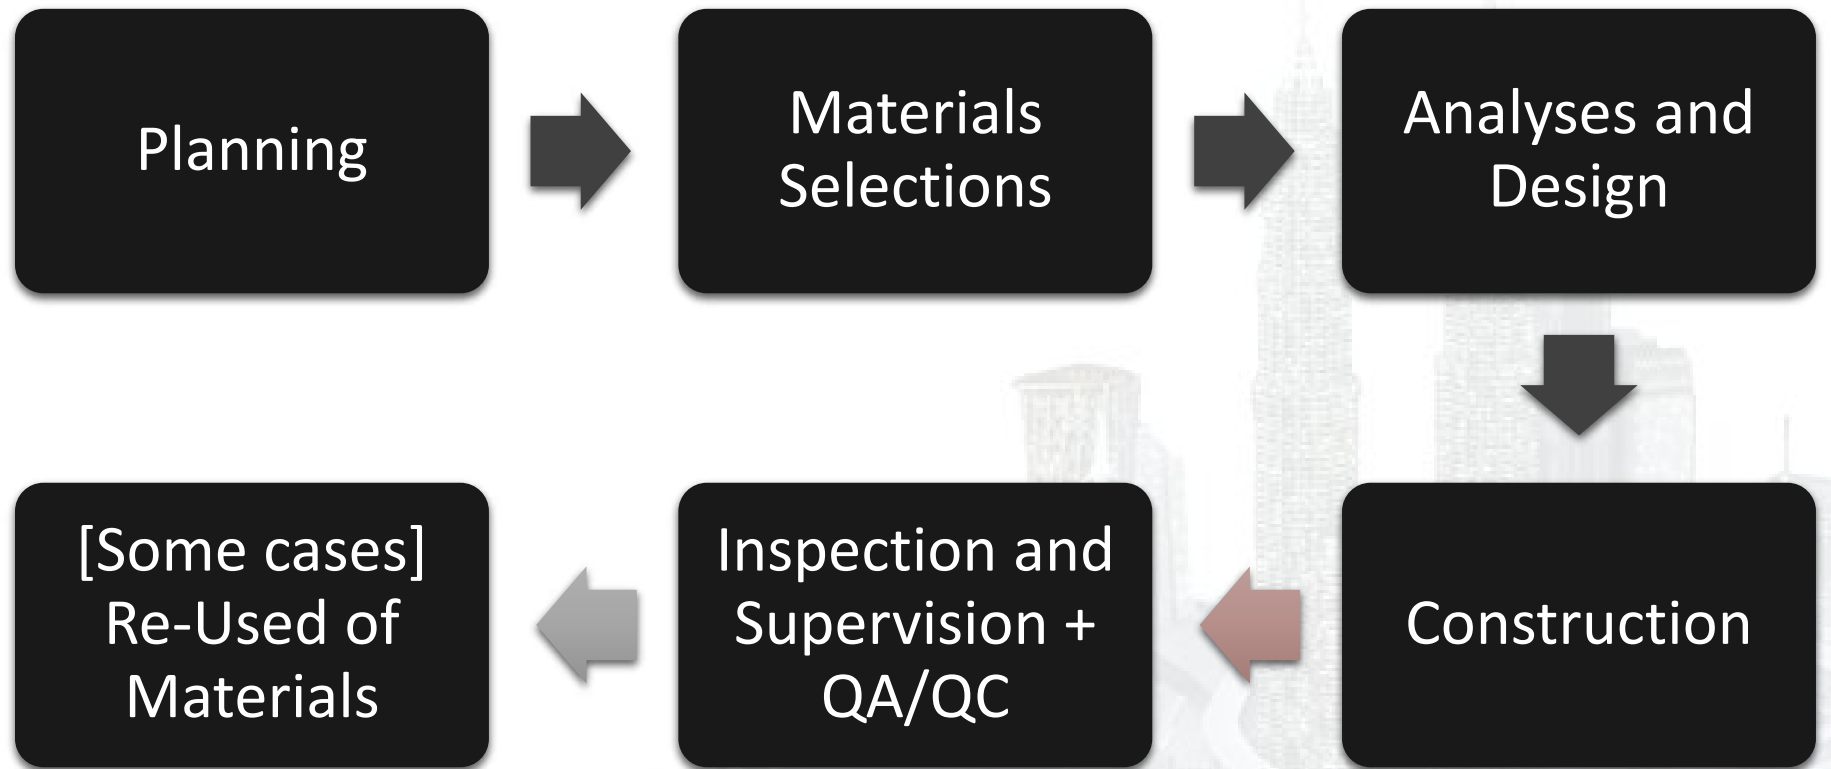 Planning
Materials
Selections
Analyses and
Design
Construction
Inspection and
Supervision +
QA/QC
[Some cases]
Re-Used of
Materials